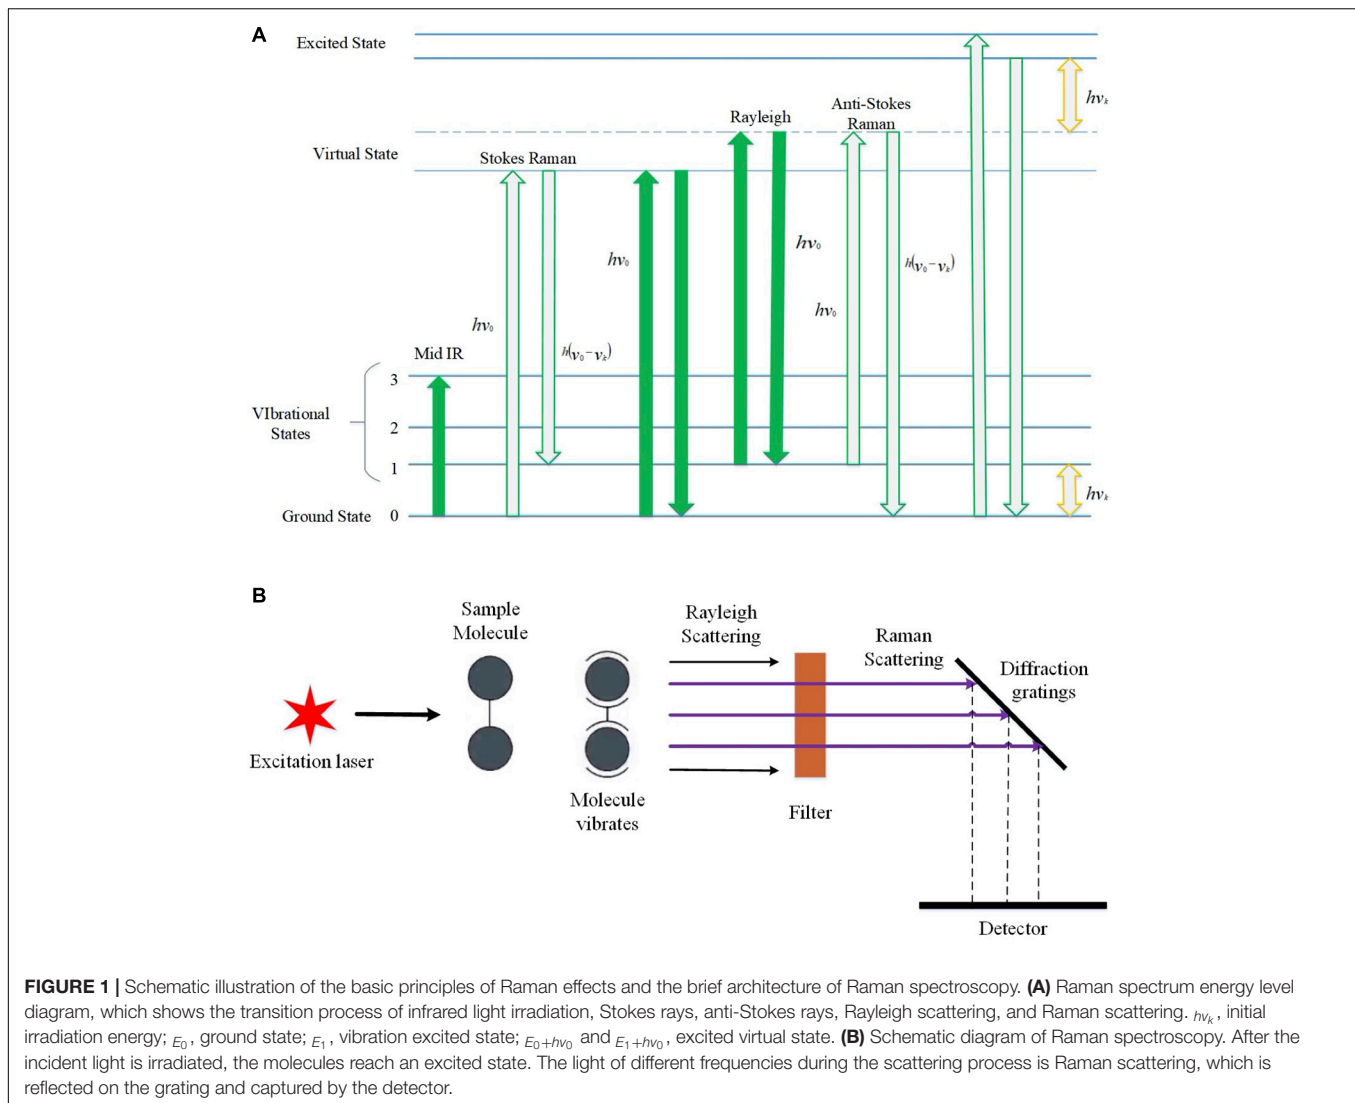 A
Excited State
hνₖ
Anti-Stokes
Raman
Rayleigh
Virtual State
Stokes Raman
hν₀
hν₀
h(ν₀−νₖ)
hν₀
hν₀
h(ν₀−νₖ)
Mid IR
3
VIbrational
States
2
1
hνₖ
Ground State 0
B
Sample
Molecule
Rayleigh
Scattering
Raman
Scattering
Diffraction
gratings
Excitation laser
Molecule
vibrates
Filter
Detector
FIGURE 1 | Schematic illustration of the basic principles of Raman effects and the brief architecture of Raman spectroscopy. (A) Raman spectrum energy level
diagram, which shows the transition process of infrared light irradiation, Stokes rays, anti-Stokes rays, Rayleigh scattering, and Raman scattering. hνₖ, initial
irradiation energy; E₀, ground state; E₁, vibration excited state; E₀₊hν₀ and E₁₊hν₀, excited virtual state. (B) Schematic diagram of Raman spectroscopy. After the
incident light is irradiated, the molecules reach an excited state. The light of different frequencies during the scattering process is Raman scattering, which is
reflected on the grating and captured by the detector.